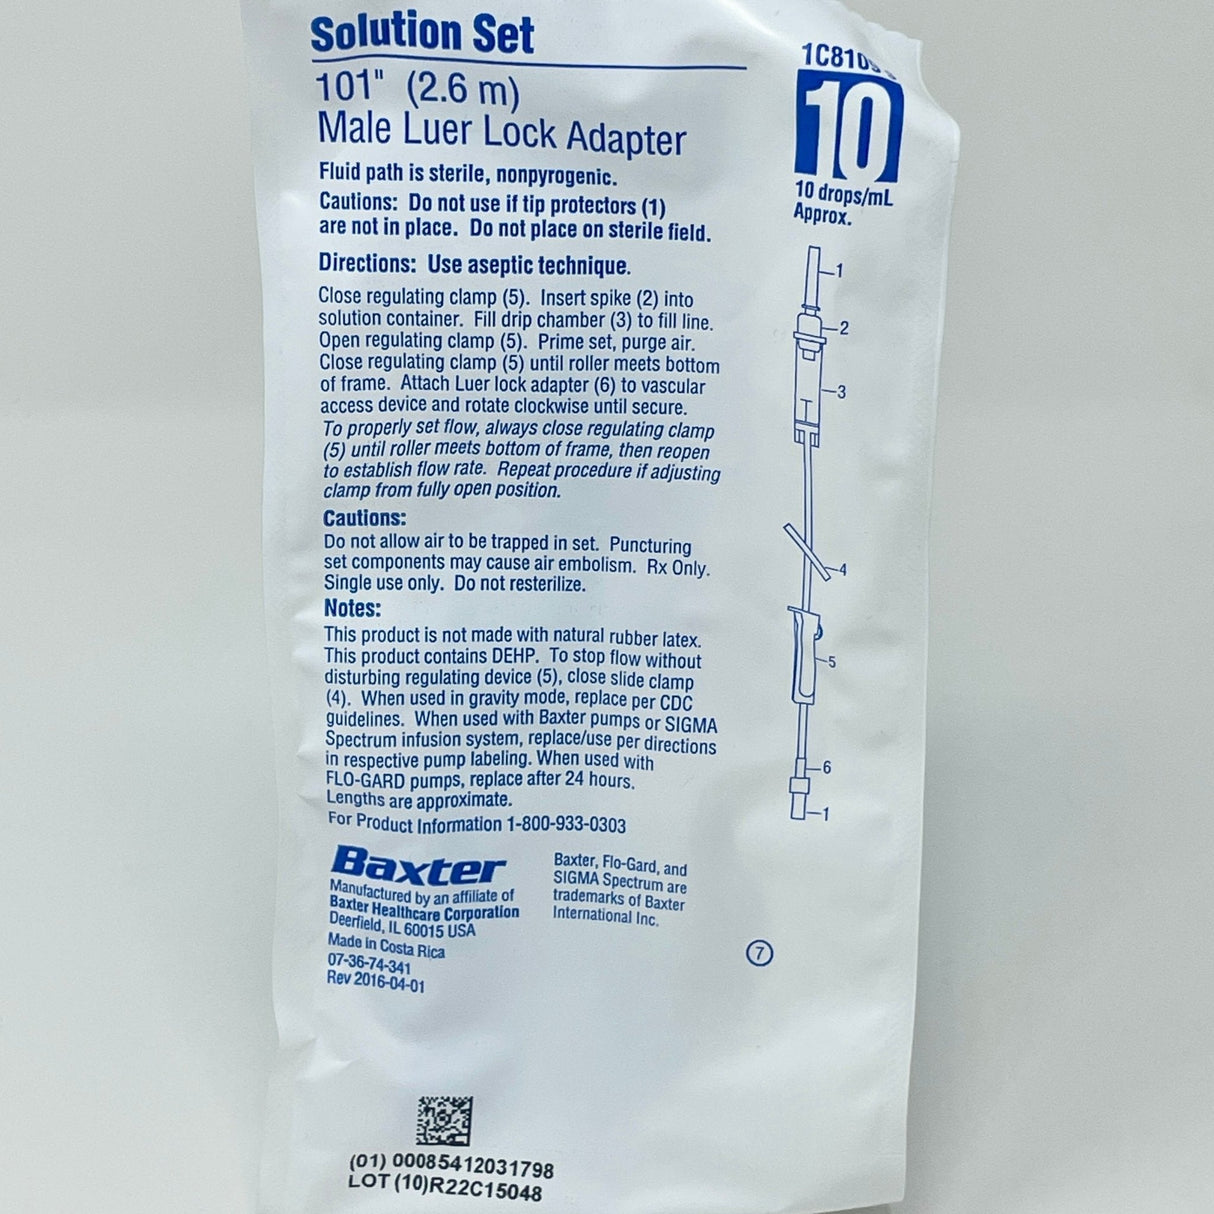 Solution Set
101" (2.6 m)
Male Luer Lock Adapter
Fluid path is sterile, nonpyrogenic.
Cautions: Do not use if tip protectors (1)
are not in place. Do not place on sterile field.
Directions: Use aseptic technique.
Close regulating clamp (5). Insert spike (2) into
solution container. Fill drip chamber (3) to fill line.
Open regulating clamp (5). Prime set, purge air.
Close regulating clamp (5) until roller meets bottom
of frame. Attach Luer lock adapter (6) to vascular
access device and rotate clockwise until secure.
To properly set flow, always close regulating clamp
(5) until roller meets bottom of frame, then reopen
to establish flow rate. Repeat procedure if adjusting
clamp from fully open position.
Cautions:
Do not allow air to be trapped in set. Puncturing
set components may cause air embolism. Rx Only.
Single use only. Do not resterilize.
Notes:
This product is not made with natural rubber latex.
This product contains DEHP. To stop flow without
disturbing regulating device (5), close slide clamp
(4). When used in gravity mode, replace per CDC
guidelines. When used with Baxter pumps or SIGMA
Spectrum infusion system, replace/use per directions
in respective pump labeling. When used with
FLO-GARD pumps, replace after 24 hours.
Lengths are approximate.
For Product Information 1-800-933-0303
Baxter
Manufactured by an affiliate of
Baxter Healthcare Corporation
Deerfield, IL 60015 USA
Made in Costa Rica
07-36-74-341
Rev 2016-04-01
Baxter, Flo-Gard, and
SIGMA Spectrum are
trademarks of Baxter
International Inc.
10
10 drops/mL
Approx.
1
2
3
4
5
6
1
7
(01) 00085412031798
LOT (10)R22C15048